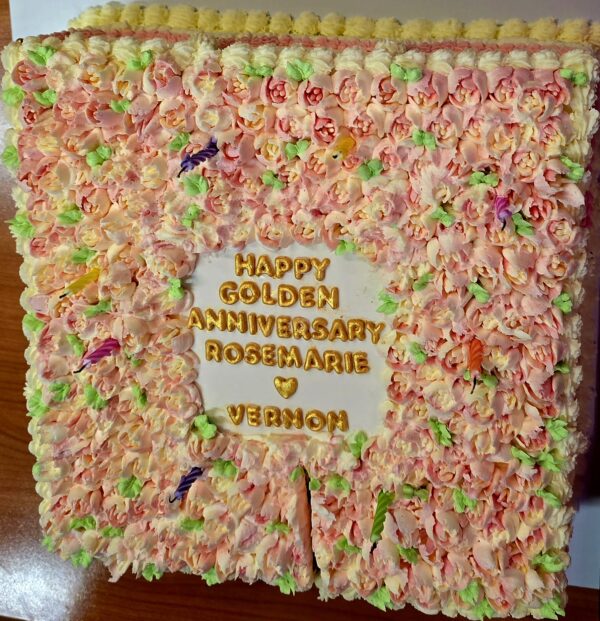 HAPPY
GOLDEN
ANNIVERSARY
ROSEMARIE
♥
VERNON